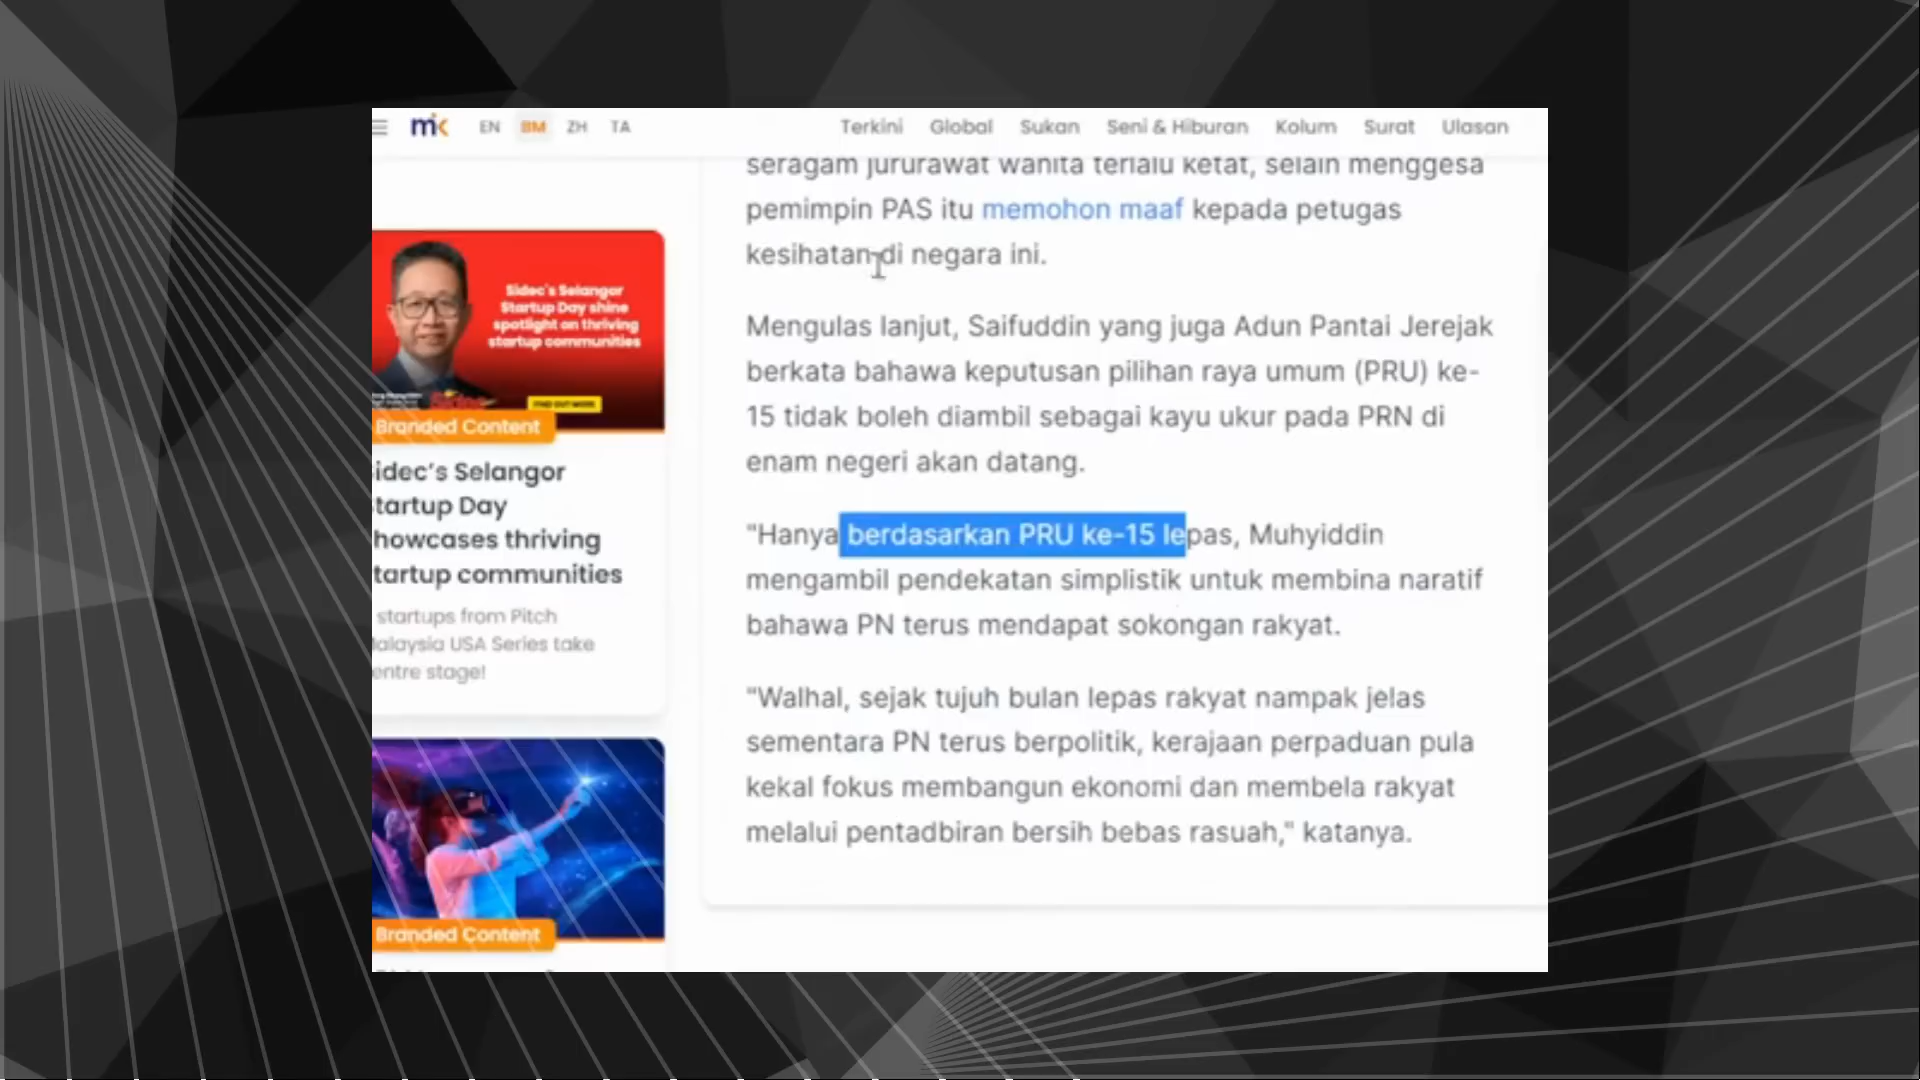 mk EN BM ZH TA Terkini Global Sukan Seni & Hiburan Kolum Surat Ulasan
seragam jururawat wanita terlalu ketat, selain menggesa
pemimpin PAS itu memohon maaf kepada petugas
kesihatan di negara ini.
Mengulas lanjut, Saifuddin yang juga Adun Pantai Jerejak
berkata bahawa keputusan pilihan raya umum (PRU) ke-
15 tidak boleh diambil sebagai kayu ukur pada PRN di
enam negeri akan datang.
"Hanya berdasarkan PRU ke-15 lepas, Muhyiddin
mengambil pendekatan simplistik untuk membina naratif
bahawa PN terus mendapat sokongan rakyat.
"Walhal, sejak tujuh bulan lepas rakyat nampak jelas
sementara PN terus berpolitik, kerajaan perpaduan pula
kekal fokus membangun ekonomi dan membela rakyat
melalui pentadbiran bersih bebas rasuah," katanya.
Sidec's Selangor
Startup Day shine
spotlight on thriving
startup communities
FIND OUT MORE
Branded Content
idec's Selangor
tartup Day
howcases thriving
tartup communities
startups from Pitch
alaysia USA Series take
entre stage!
Branded Content